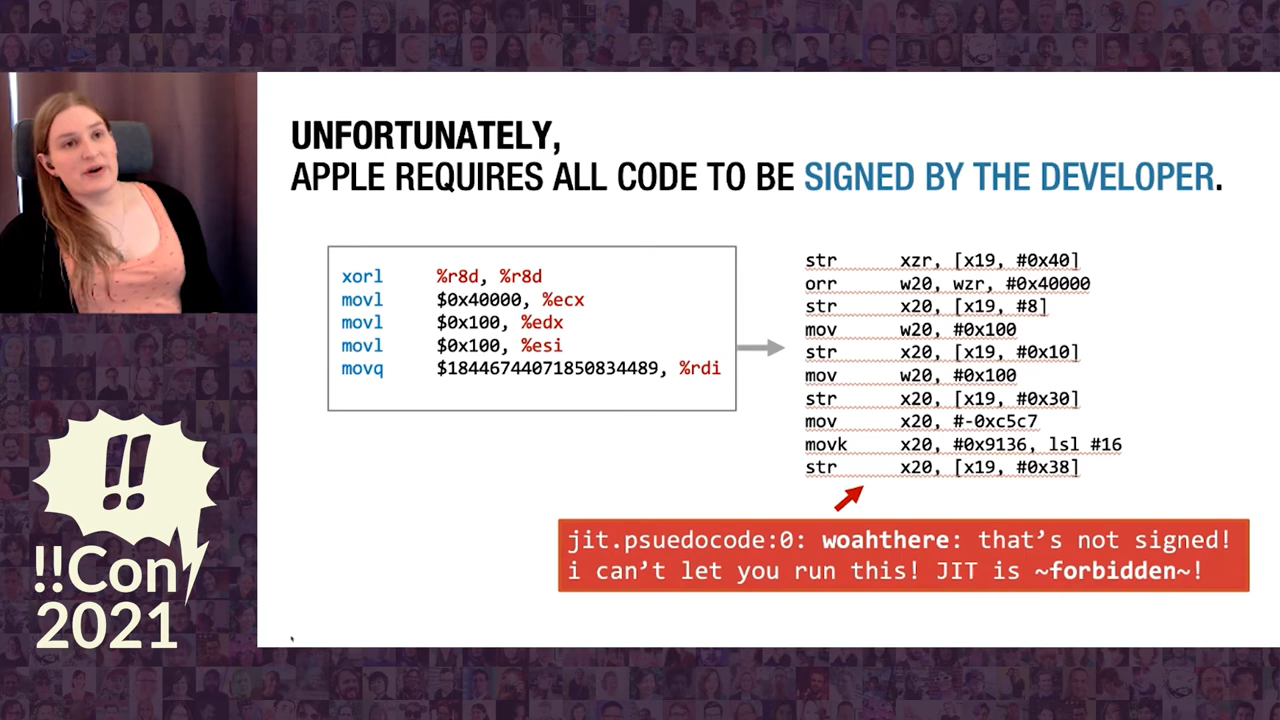 UNFORTUNATELY,
APPLE REQUIRES ALL CODE TO BE SIGNED BY THE DEVELOPER.
xorl %r8d, %r8d
movl $0x40000, %ecx
movl $0x100, %edx
movl $0x100, %esi
movq $18446744071850834489, %rdi
str xzr, [x19, #0x40]
orr w20, wzr, #0x40000
str x20, [x19, #8]
mov w20, #0x100
str x20, [x19, #0x10]
mov w20, #0x100
str x20, [x19, #0x30]
mov x20, #-0xc5c7
movk x20, #0x9136, lsl #16
str x20, [x19, #0x38]
jit.psuedocode:0: woahthere: that's not signed!
i can't let you run this! JIT is ~forbidden~!
!!
!!Con
2021